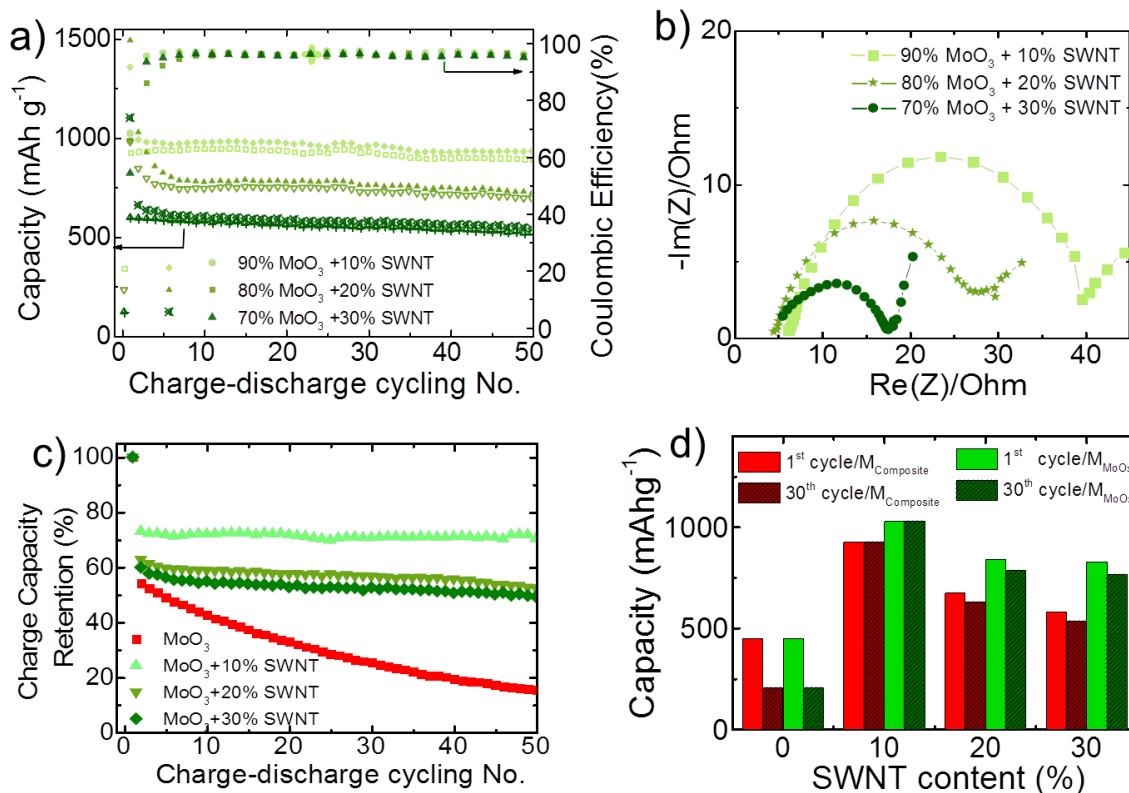 a)
1500
1000
500
0
Capacity (mAh g⁻¹)
100
80
60
40
20
0
Coulombic Efficiency(%)
90% MoO₃ +10% SWNT
80% MoO₃ +20% SWNT
70% MoO₃ +30% SWNT
0 10 20 30 40 50
Charge-discharge cycling No.
b)
20
10
0
-Im(Z)/Ohm
90% MoO₃ + 10% SWNT
80% MoO₃ + 20% SWNT
70% MoO₃ + 30% SWNT
0 10 20 30 40
Re(Z)/Ohm
c)
100
80
60
40
20
0
Charge Capacity
Retention (%)
MoO₃
MoO₃+10% SWNT
MoO₃+20% SWNT
MoO₃+30% SWNT
0 10 20 30 40 50
Charge-discharge cycling No.
d)
1000
500
0
Capacity (mAhg⁻¹)
1ˢᵗ cycle/M_Composite 1ˢᵗ cycle/M_MoO₃
30ᵗʰ cycle/M_Composite 30ᵗʰ cycle/M_MoO₃
0 10 20 30
SWNT content (%)